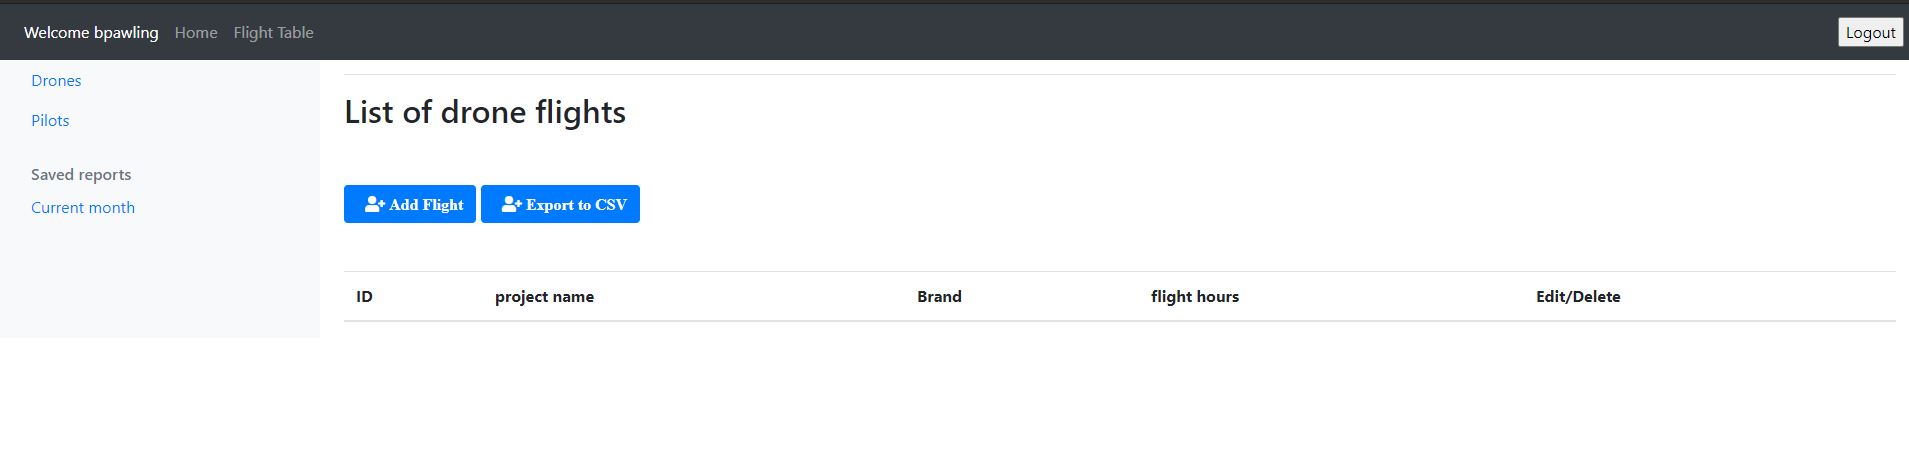 Welcome bpawling Home Flight Table Logout
Drones
Pilots
Saved reports
Current month
List of drone flights
Add Flight Export to CSV
ID project name Brand flight hours Edit/Delete